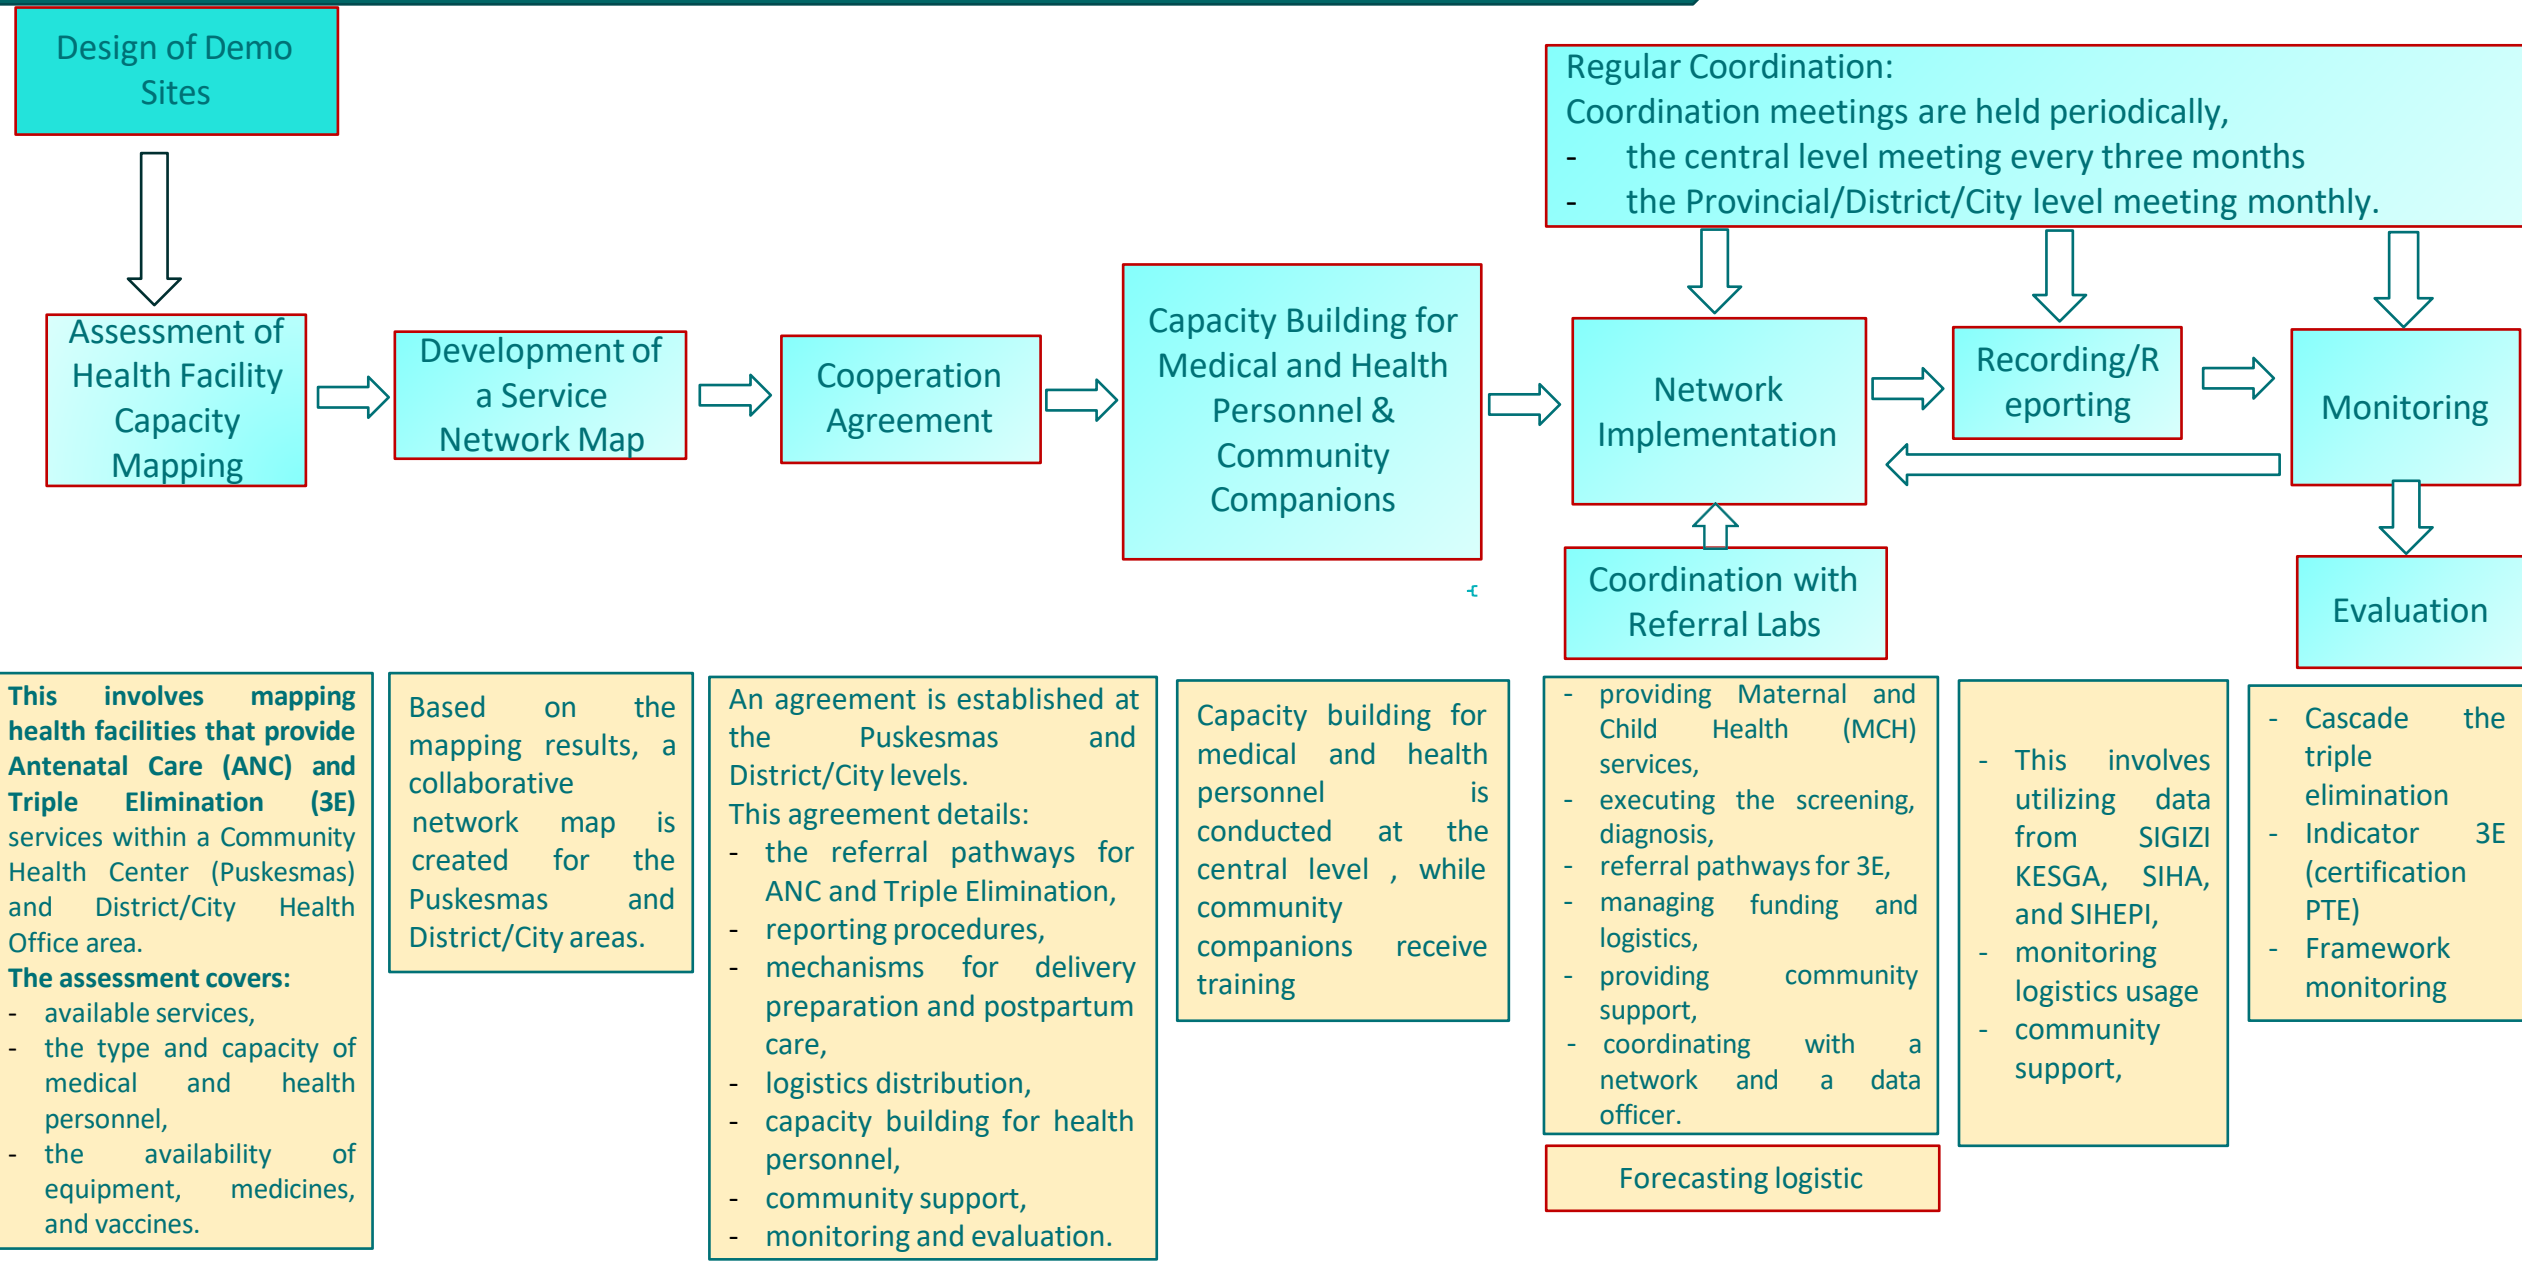 Design of Demo
Sites
Regular Coordination:
Coordination meetings are held periodically,
- the central level meeting every three months
- the Provincial/District/City level meeting monthly.
Assessment of
Health Facility
Capacity
Mapping
Development of
a Service
Network Map
Cooperation
Agreement
Capacity Building for
Medical and Health
Personnel &
Community
Companions
Network
Implementation
Recording/R
eporting
Monitoring
Coordination with
Referral Labs
Evaluation
This involves mapping
health facilities that provide
Antenatal Care (ANC) and
Triple Elimination (3E)
services within a Community
Health Center (Puskesmas)
and District/City Health
Office area.
The assessment covers:
- available services,
- the type and capacity of
medical and health
personnel,
- the availability of
equipment, medicines,
and vaccines.
Based on the
mapping results, a
collaborative
network map is
created for the
Puskesmas and
District/City areas.
An agreement is established at
the Puskesmas and
District/City levels.
This agreement details:
- the referral pathways for
ANC and Triple Elimination,
- reporting procedures,
- mechanisms for delivery
preparation and postpartum
care,
- logistics distribution,
- capacity building for health
personnel,
- community support,
- monitoring and evaluation.
Capacity building for
medical and health
personnel is
conducted at the
central level , while
community
companions receive
training
- providing Maternal and
Child Health (MCH)
services,
- executing the screening,
diagnosis,
- referral pathways for 3E,
- managing funding and
logistics,
- providing community
support,
- coordinating with a
network and a data
officer.
Forecasting logistic
- This involves
utilizing data
from SIGIZI
KESGA, SIHA,
and SIHEPI,
- monitoring
logistics usage
- community
support,
- Cascade the
triple
elimination
- Indicator 3E
(certification
PTE)
- Framework
monitoring